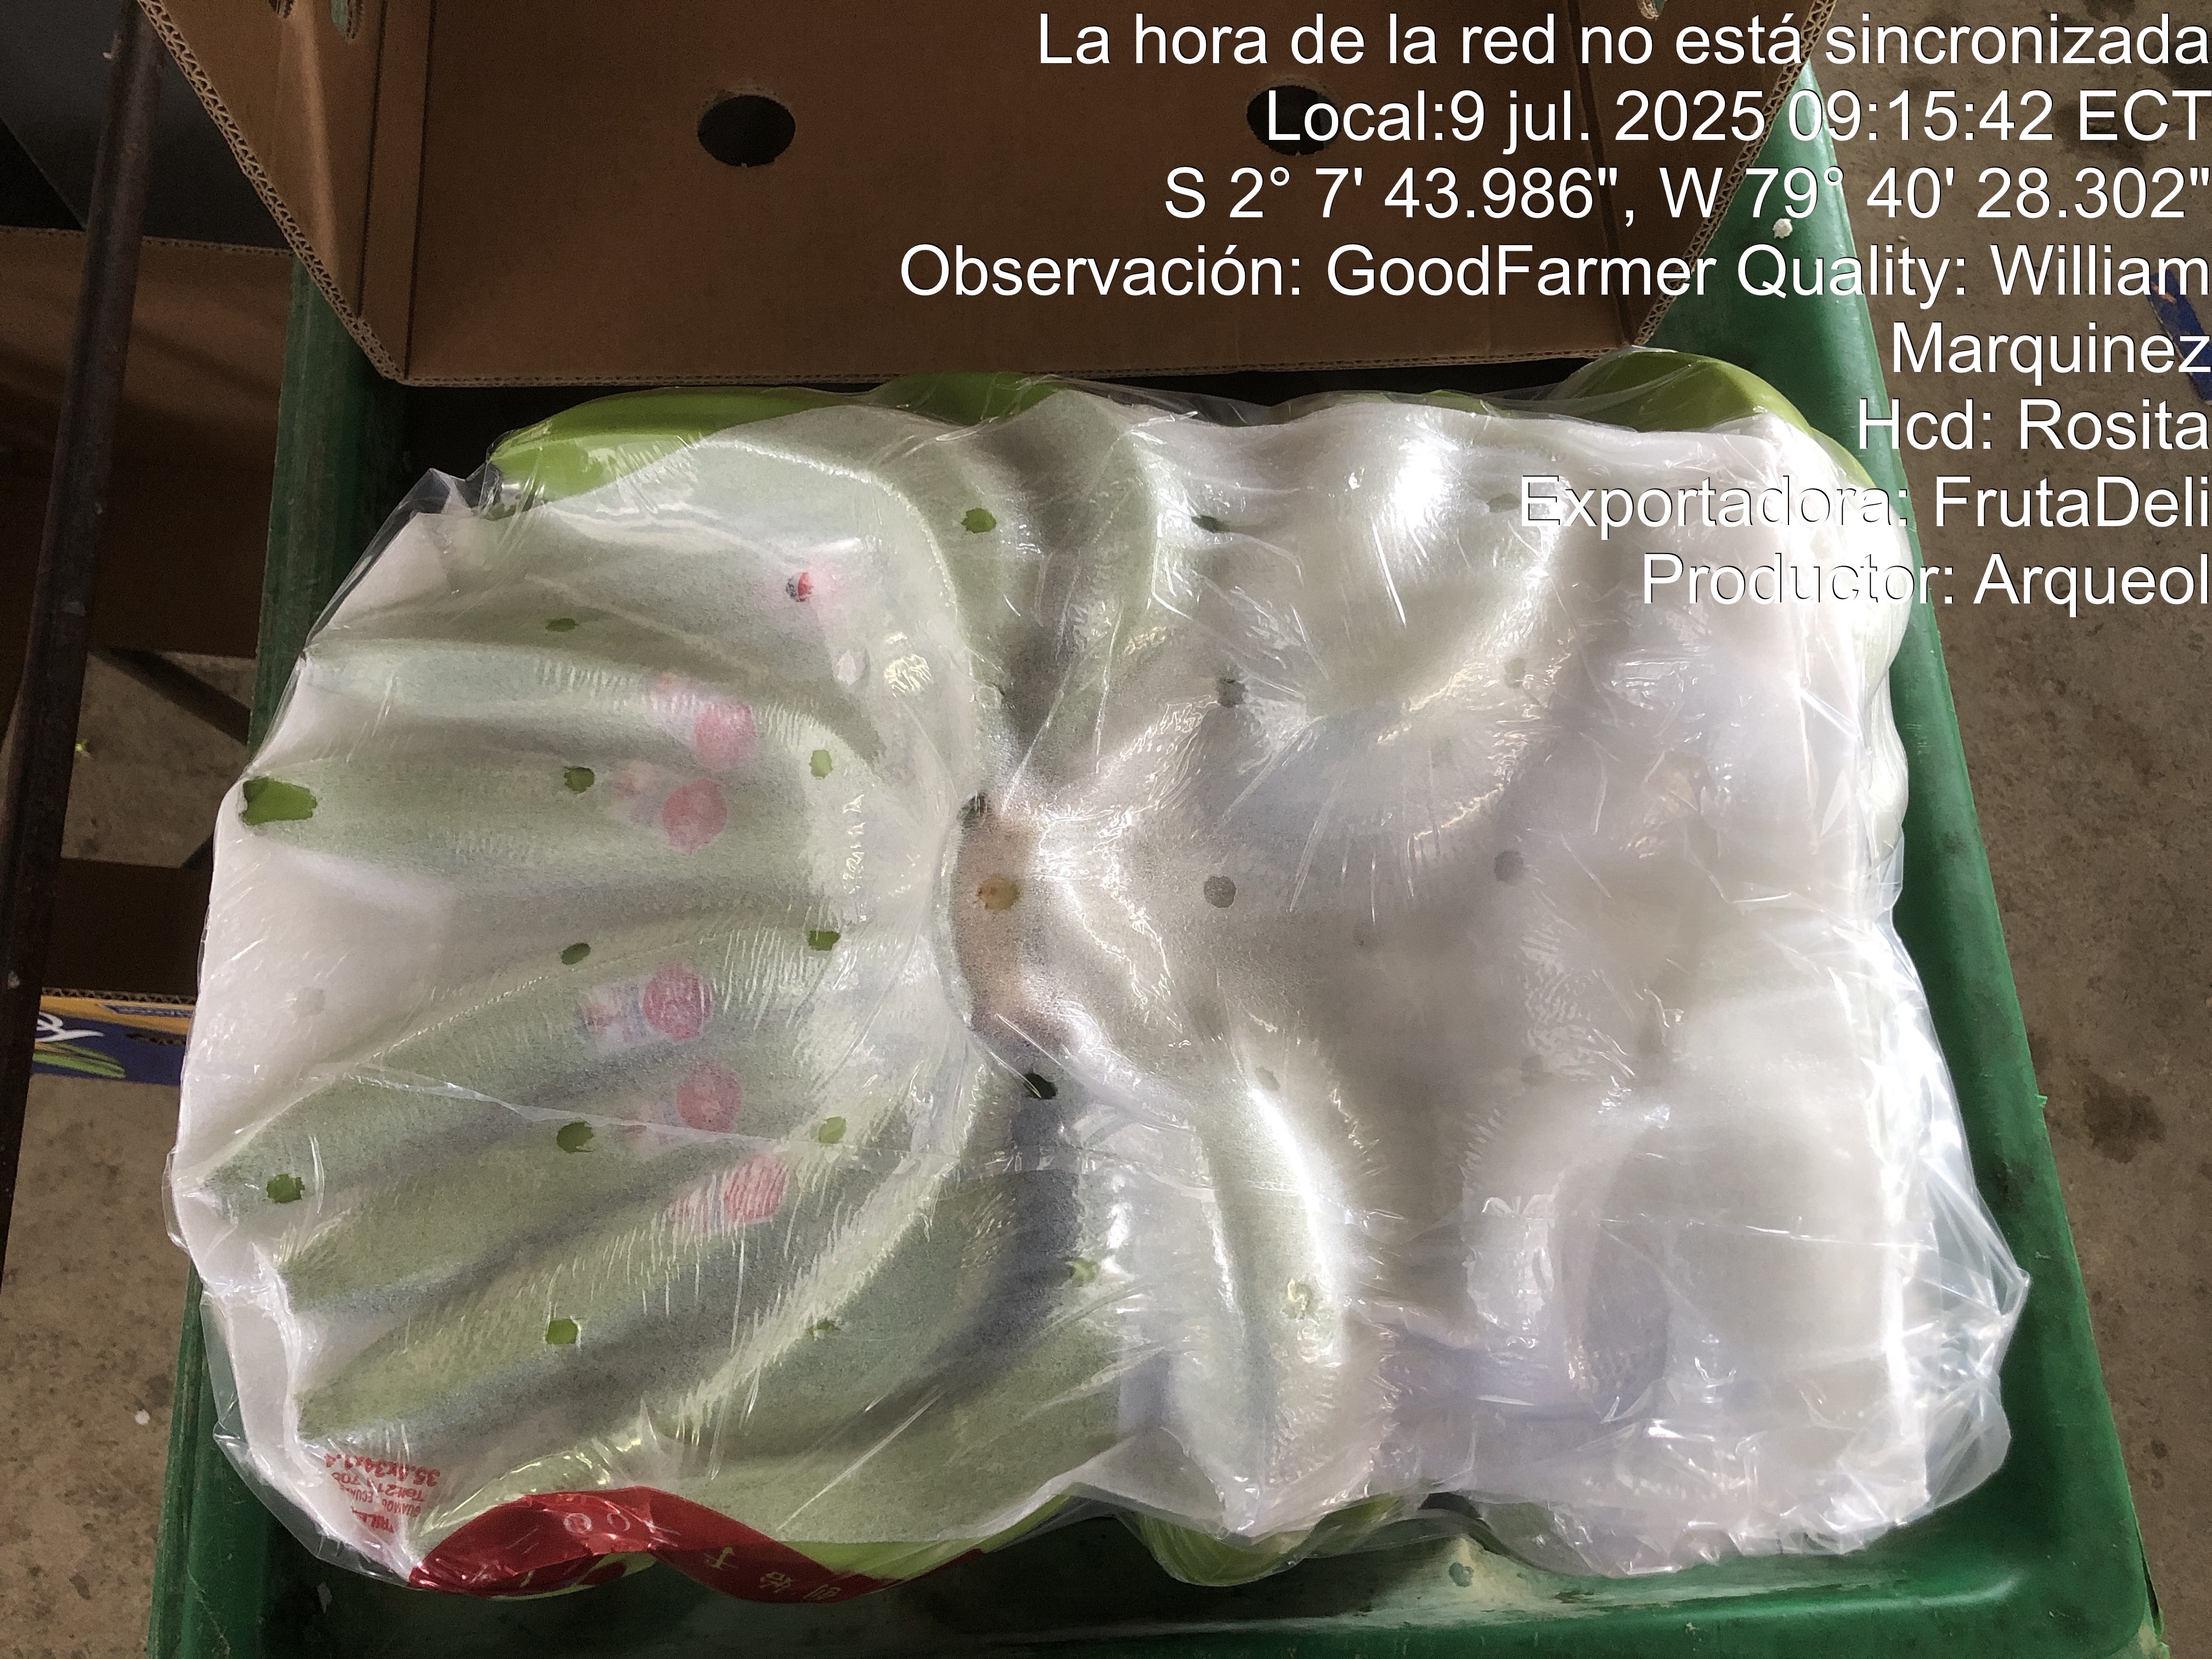 La hora de la red no está sincronizada
Local:9 jul. 2025 09:15:42 ECT
S 2° 7' 43.986", W 79° 40' 28.302"
Observación: GoodFarmer Quality: William
Marquinez
Hcd: Rosita
Exportadora: FrutaDeli
Productor: Arqueol